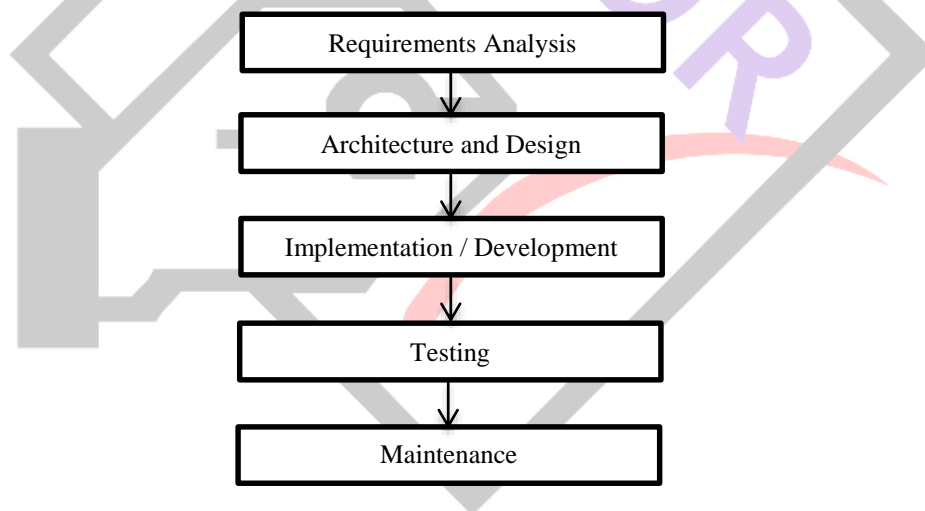 Requirements Analysis
Architecture and Design
Implementation / Development
Testing
Maintenance